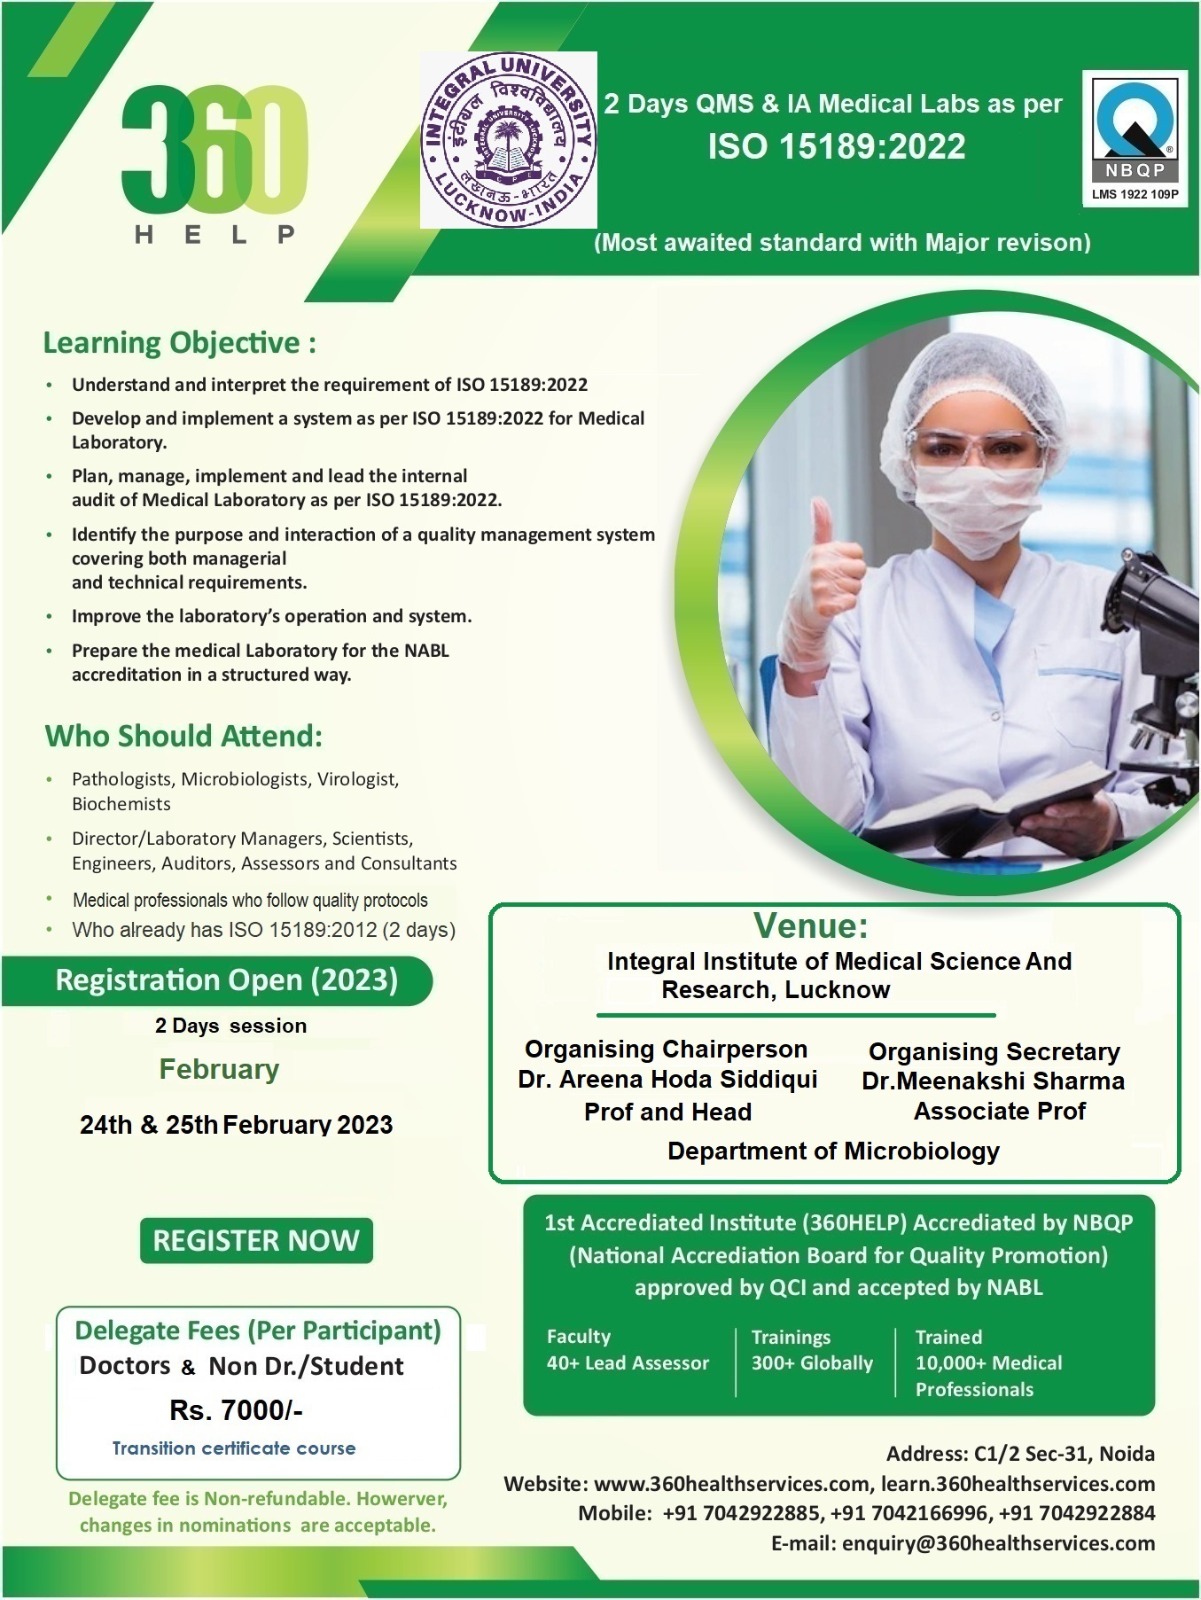 360
HELP
INTEGRAL UNIVERSITY
इंटीग्रल विश्वविद्यालय
लखनऊ-भारत
LUCKNOW-INDIA
2 Days QMS & IA Medical Labs as per
ISO 15189:2022
(Most awaited standard with Major revison)
®
NBQP
LMS 1922 109P
Learning Objective :
• Understand and interpret the requirement of ISO 15189:2022
• Develop and implement a system as per ISO 15189:2022 for Medical
Laboratory.
• Plan, manage, implement and lead the internal
audit of Medical Laboratory as per ISO 15189:2022.
• Identify the purpose and interaction of a quality management system
covering both managerial
and technical requirements.
• Improve the laboratory's operation and system.
• Prepare the medical Laboratory for the NABL
accreditation in a structured way.
Who Should Attend:
• Pathologists, Microbiologists, Virologist,
Biochemists
• Director/Laboratory Managers, Scientists,
Engineers, Auditors, Assessors and Consultants
• Medical professionals who follow quality protocols
• Who already has ISO 15189:2012 (2 days)
Registration Open (2023)
2 Days session
February
24th & 25th February 2023
REGISTER NOW
Delegate Fees (Per Participant)
Doctors & Non Dr./Student
Rs. 7000/-
Transition certificate course
Delegate fee is Non-refundable. Howerver,
changes in nominations are acceptable.
Venue:
Integral Institute of Medical Science And
Research, Lucknow
Organising Chairperson
Dr. Areena Hoda Siddiqui
Prof and Head
Organising Secretary
Dr.Meenakshi Sharma
Associate Prof
Department of Microbiology
1st Accrediated Institute (360HELP) Accrediated by NBQP
(National Accrediation Board for Quality Promotion)
approved by QCI and accepted by NABL
Faculty
40+ Lead Assessor
Trainings
300+ Globally
Trained
10,000+ Medical
Professionals
Address: C1/2 Sec-31, Noida
Website: www.360healthservices.com, learn.360healthservices.com
Mobile: +91 7042922885, +91 7042166996, +91 7042922884
E-mail: enquiry@360healthservices.com